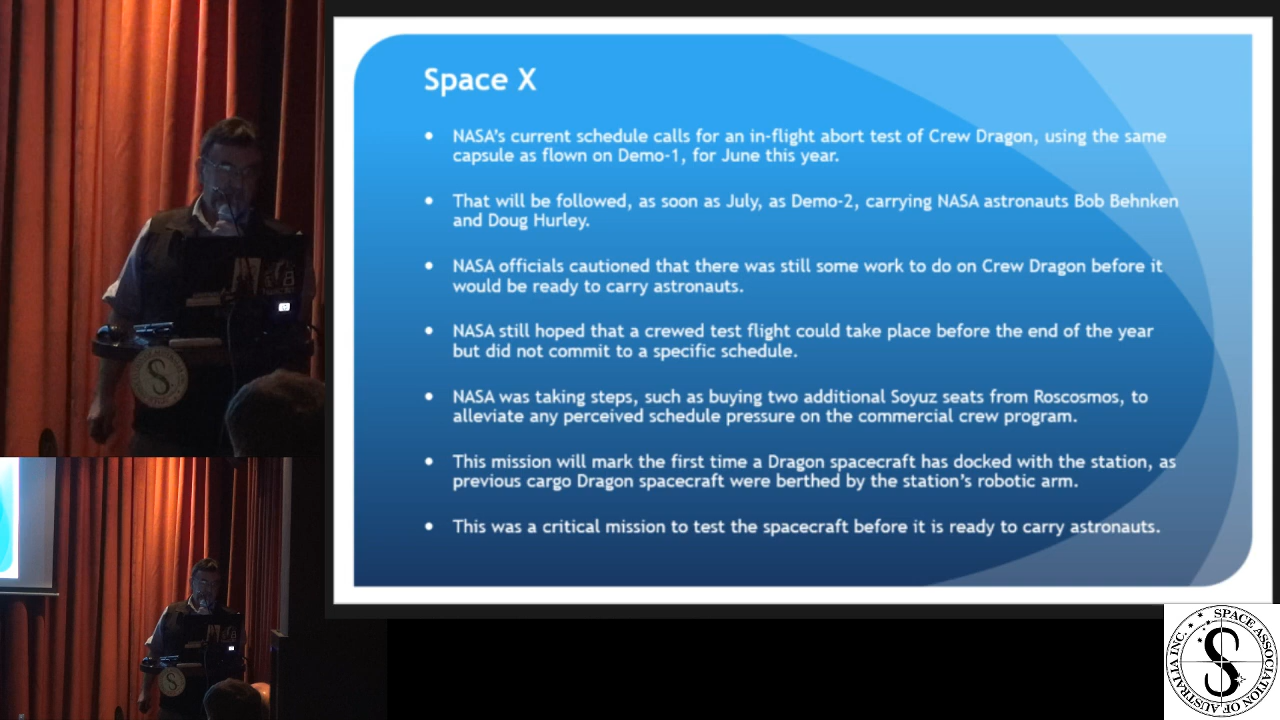 Space X
• NASA's current schedule calls for an in-flight abort test of Crew Dragon, using the same
capsule as flown on Demo-1, for June this year.
• That will be followed, as soon as July, as Demo-2, carrying NASA astronauts Bob Behnken
and Doug Hurley.
• NASA officials cautioned that there was still some work to do on Crew Dragon before it
would be ready to carry astronauts.
• NASA still hoped that a crewed test flight could take place before the end of the year
but did not commit to a specific schedule.
• NASA was taking steps, such as buying two additional Soyuz seats from Roscosmos, to
alleviate any perceived schedule pressure on the commercial crew program.
• This mission will mark the first time a Dragon spacecraft has docked with the station, as
previous cargo Dragon spacecraft were berthed by the station's robotic arm.
• This was a critical mission to test the spacecraft before it is ready to carry astronauts.
SPACE ASSOCIATION OF AUSTRALIA INC.
S